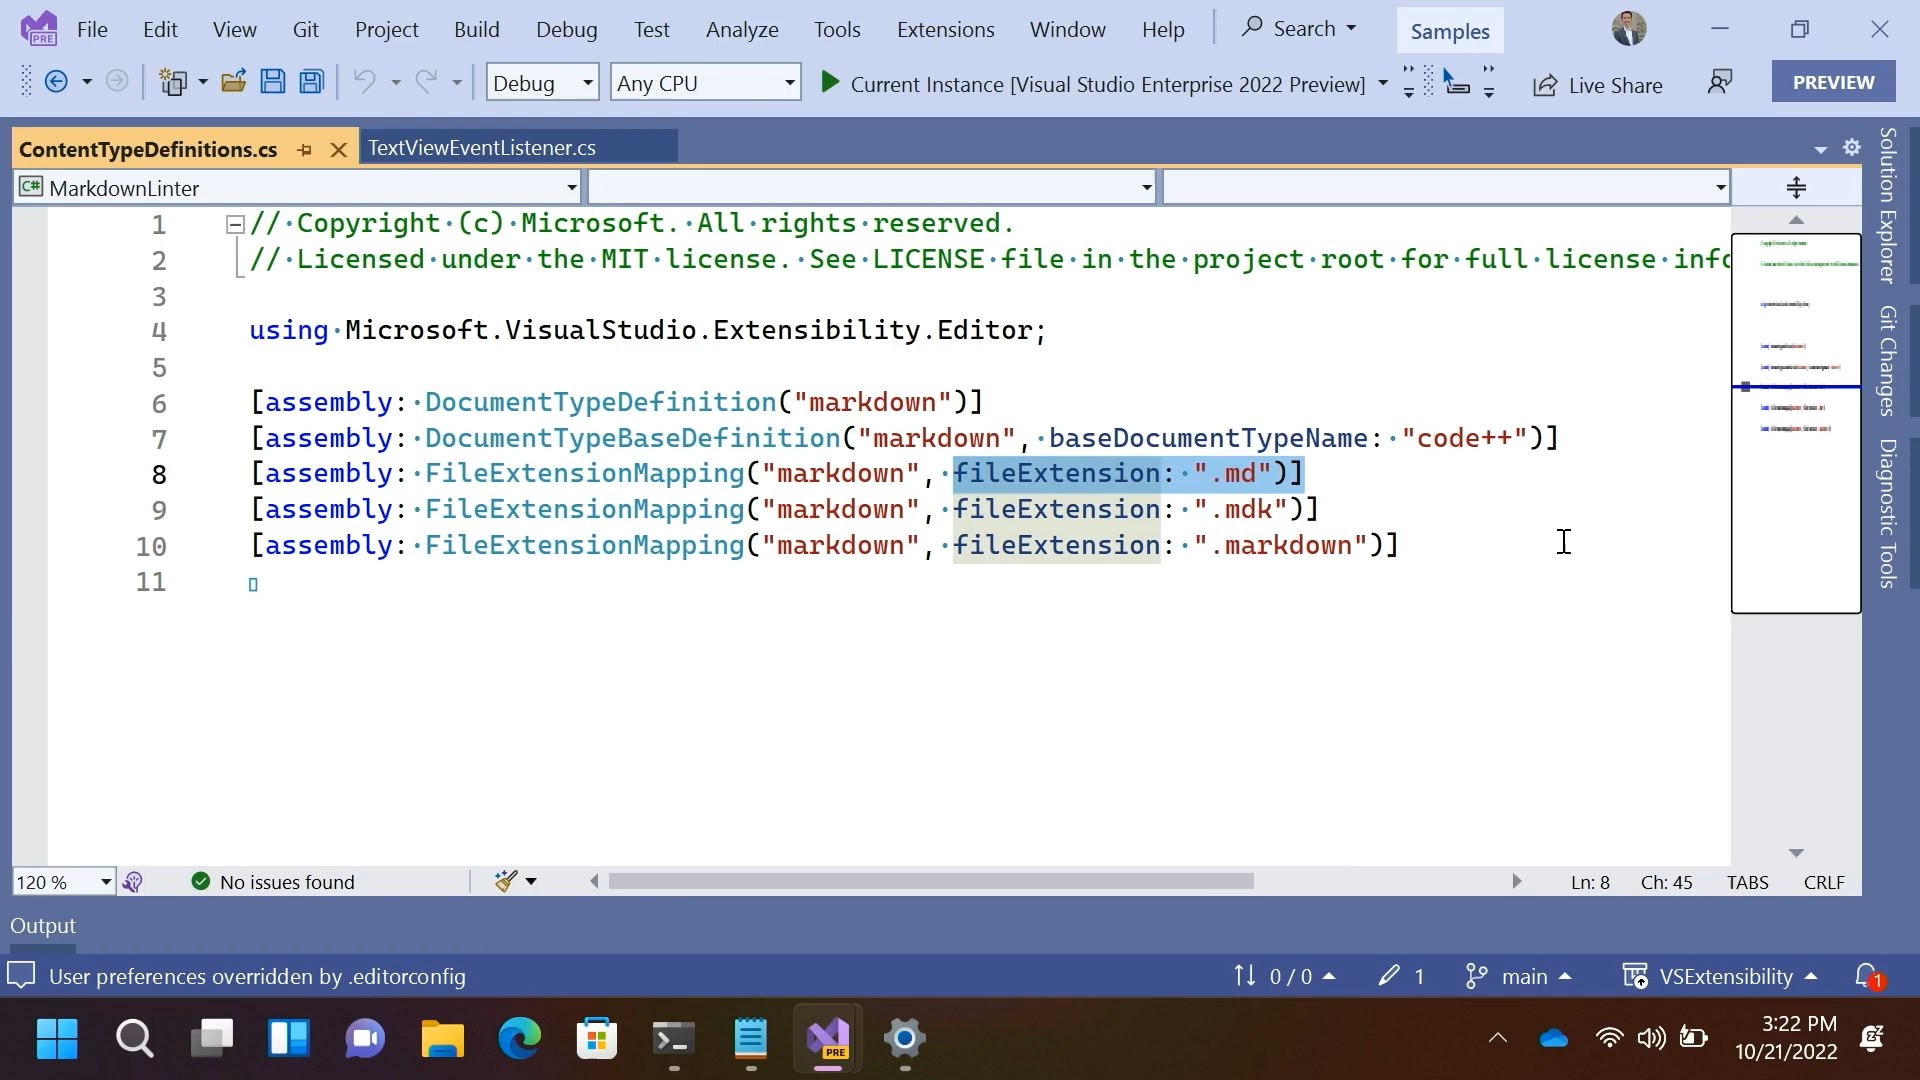 PRE
File Edit View Git Project Build Debug Test Analyze Tools Extensions Window Help Search Samples
Debug Any CPU Current Instance [Visual Studio Enterprise 2022 Preview] Live Share PREVIEW
ContentTypeDefinitions.cs TextViewEventListener.cs
C# MarkdownLinter
1 // Copyright (c) Microsoft. All rights reserved.
2 // Licensed under the MIT license. See LICENSE file in the project root for full license info
3
4 using Microsoft.VisualStudio.Extensibility.Editor;
5
6 [assembly: DocumentTypeDefinition("markdown")]
7 [assembly: DocumentTypeBaseDefinition("markdown", baseDocumentTypeName: "code++")]
8 [assembly: FileExtensionMapping("markdown", fileExtension: ".md")]
9 [assembly: FileExtensionMapping("markdown", fileExtension: ".mdk")]
10 [assembly: FileExtensionMapping("markdown", fileExtension: ".markdown")]
11
Solution Explorer
Git Changes
Diagnostic Tools
120 % No issues found Ln: 8 Ch: 45 TABS CRLF
Output
User preferences overridden by .editorconfig 0 / 0 1 main VSExtensibility 1
PRE
3:22 PM
10/21/2022